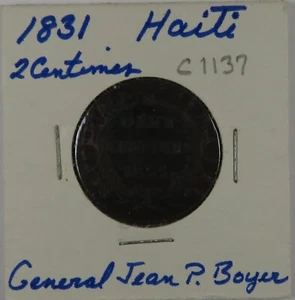 1831 Haiti
2 Centimes C1137
General Jean P. Boyer